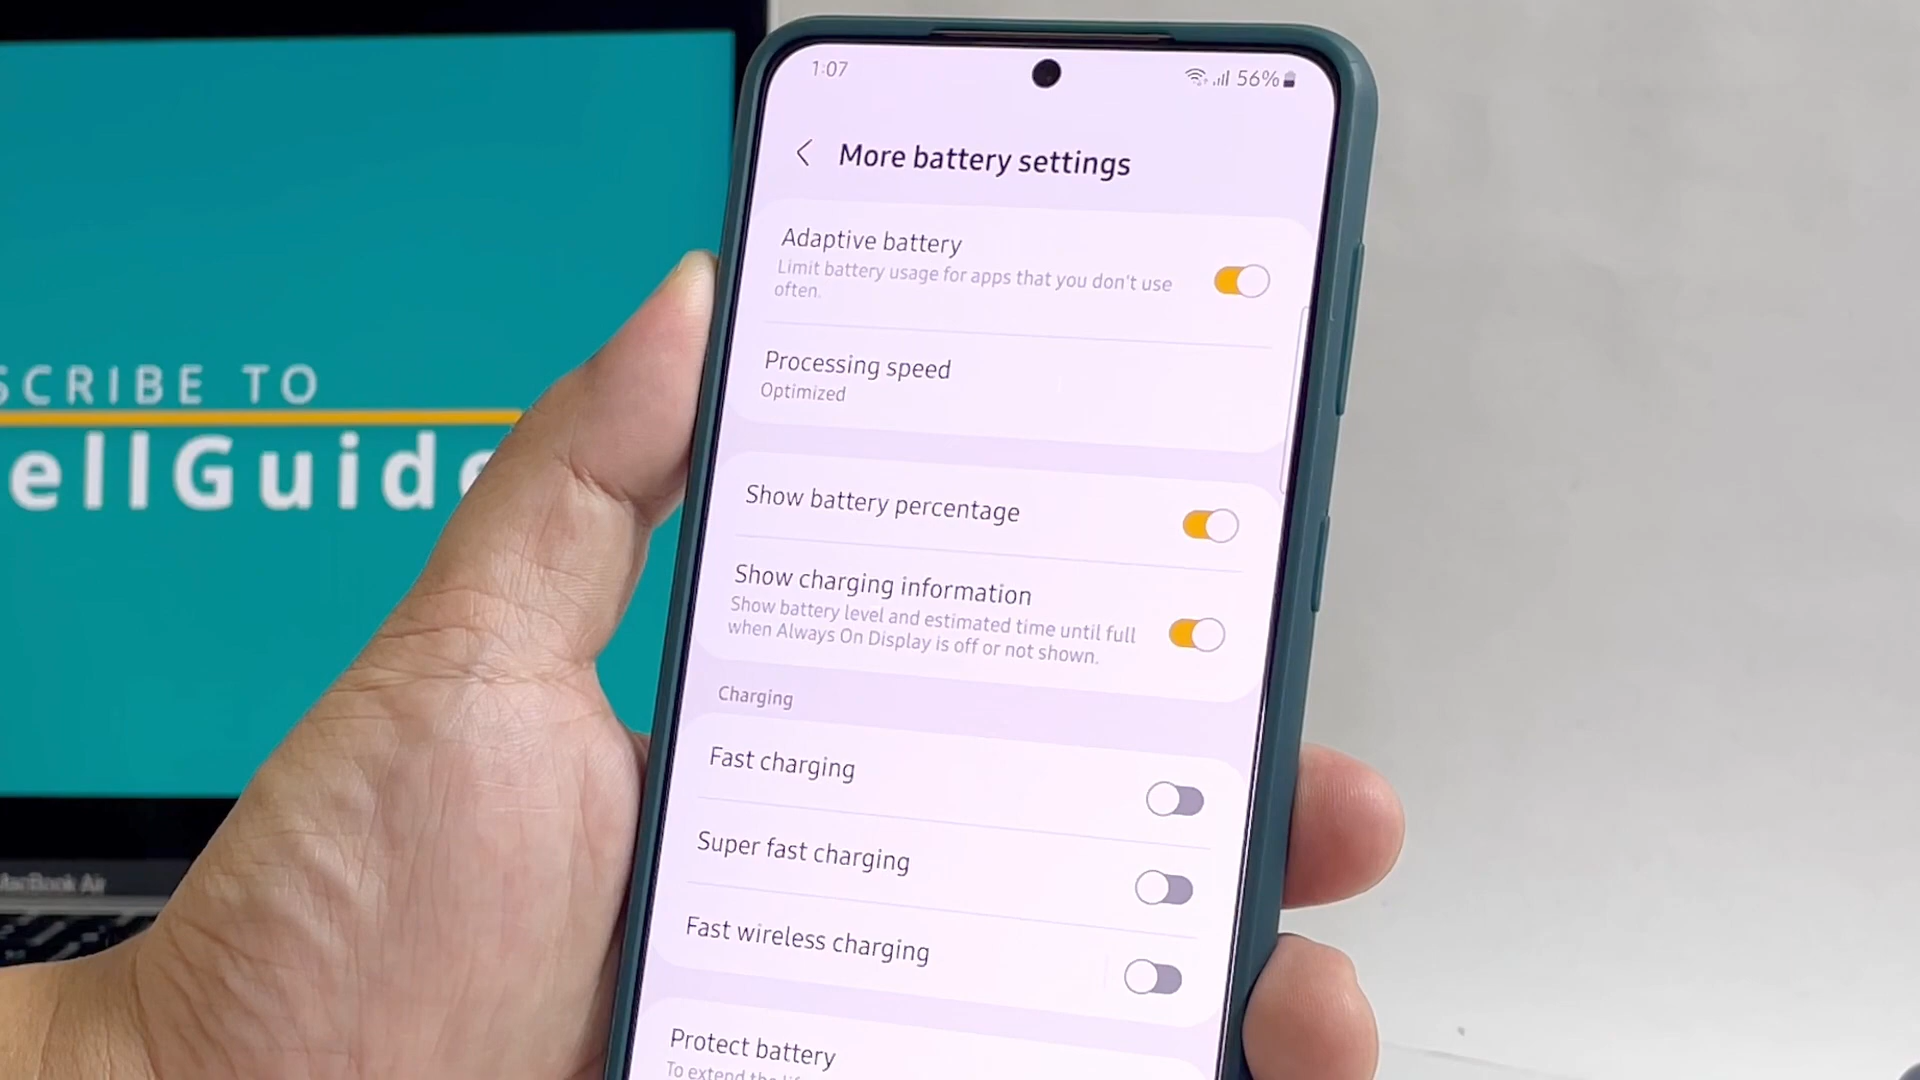 SCRIBE TO
ellGuide
MacBook Air
1:07
56%
More battery settings
Adaptive battery
Limit battery usage for apps that you don't use
often.
Processing speed
Optimized
Show battery percentage
Show charging information
Show battery level and estimated time until full
when Always On Display is off or not shown.
Charging
Fast charging
Super fast charging
Fast wireless charging
Protect battery
To extend the